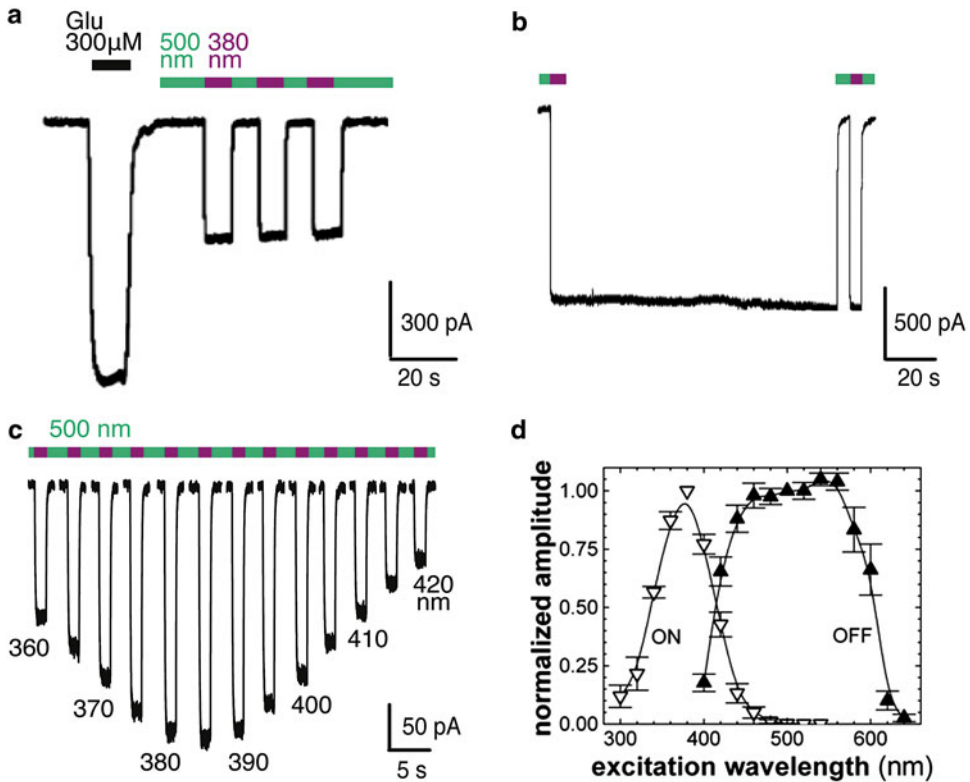 a
Glu
300µM
500 380
nm nm
300 pA
20 s
b
500 pA
20 s
c
500 nm
360
370
380
390
400
410
420
nm
50 pA
5 s
d
normalized amplitude
1.00
0.75
0.50
0.25
0.00
ON
OFF
300 400 500 600
excitation wavelength (nm)